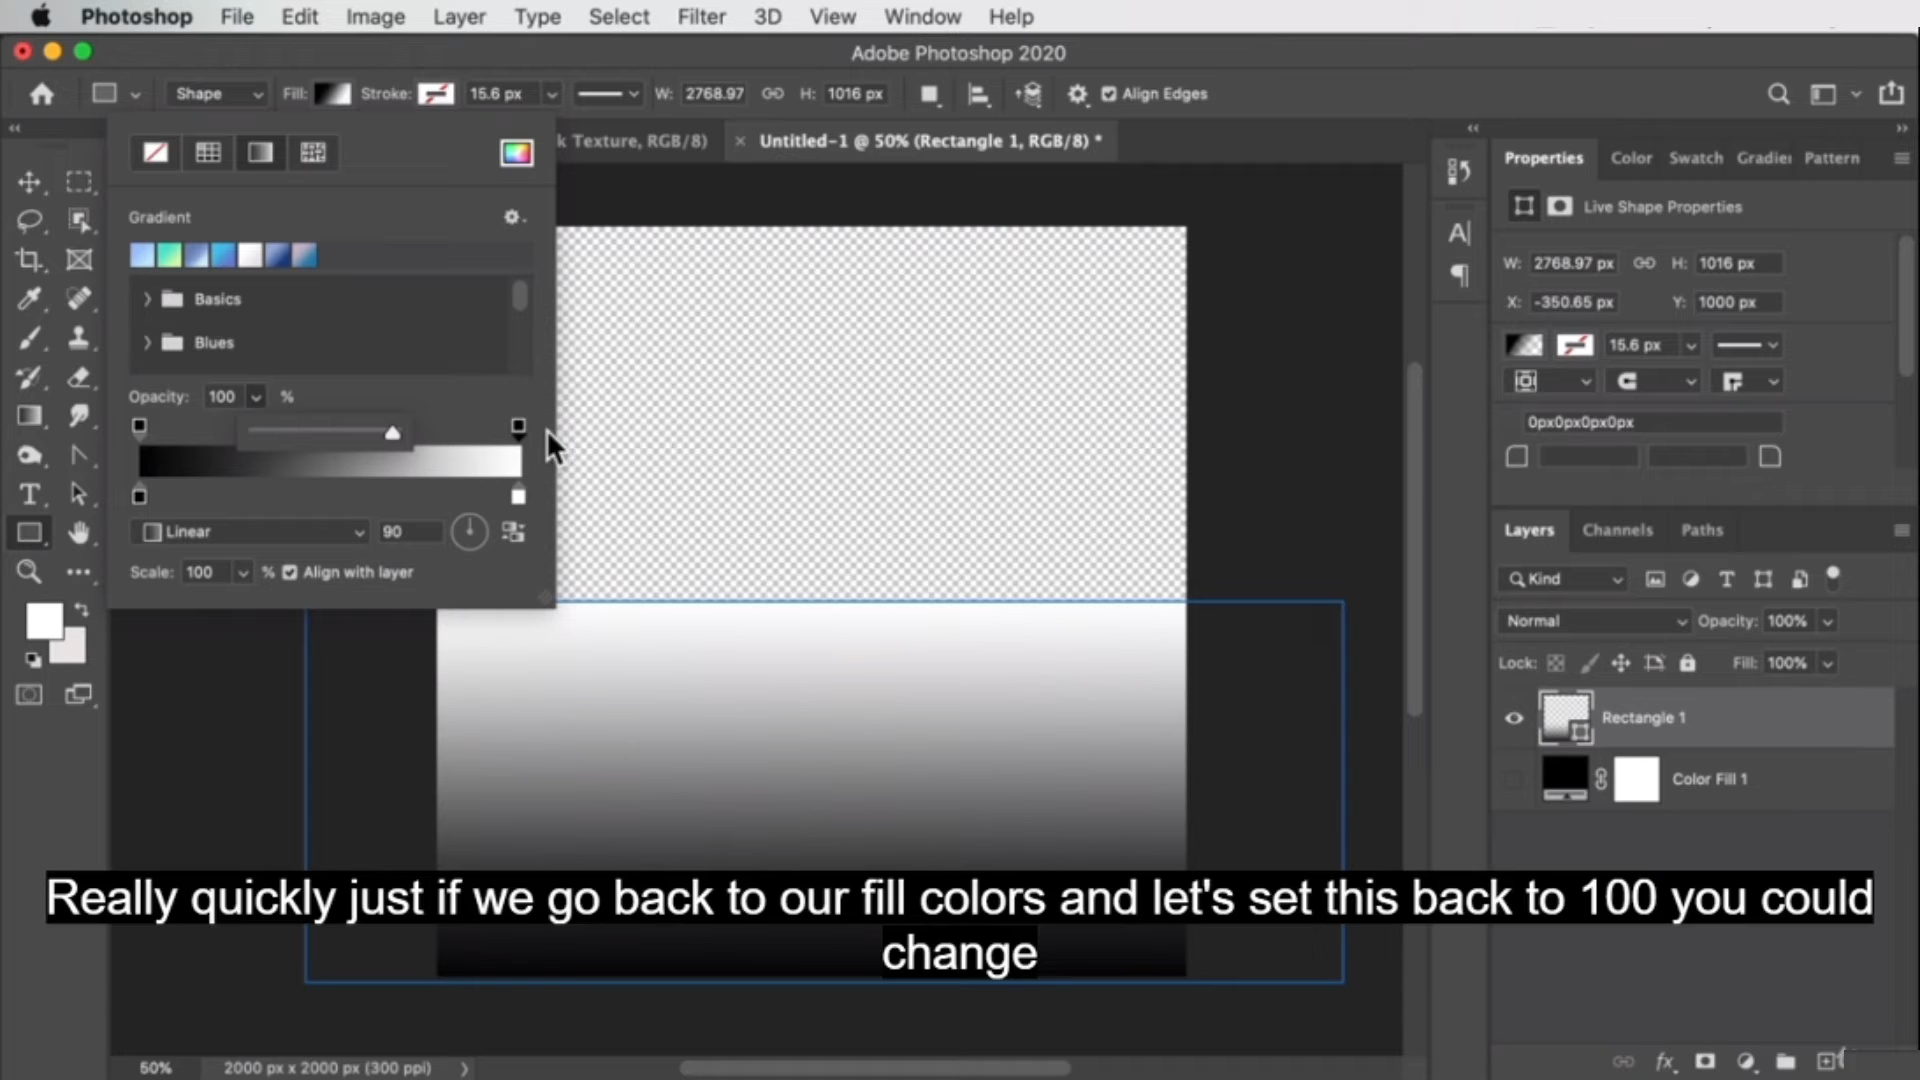 Photoshop File Edit Image Layer Type Select Filter 3D View Window Help
Adobe Photoshop 2020
Shape Fill: Stroke: 15.6 px W: 2768.97 H: 1016 px Align Edges
k Texture, RGB/8) × Untitled-1 @ 50% (Rectangle 1, RGB/8) *
Gradient
Basics
Blues
Opacity: 100 %
Linear 90
Scale: 100 % Align with layer
Properties Color Swatch Gradie Pattern
Live Shape Properties
W: 2768.97 px H: 1016 px
X: -350.65 px Y: 1000 px
15.6 px
0px0px0px0px
Layers Channels Paths
Kind
Normal Opacity: 100%
Lock: Fill: 100%
Rectangle 1
Color Fill 1
Really quickly just if we go back to our fill colors and let's set this back to 100 you could
change
50% 2000 px x 2000 px (300 ppi)